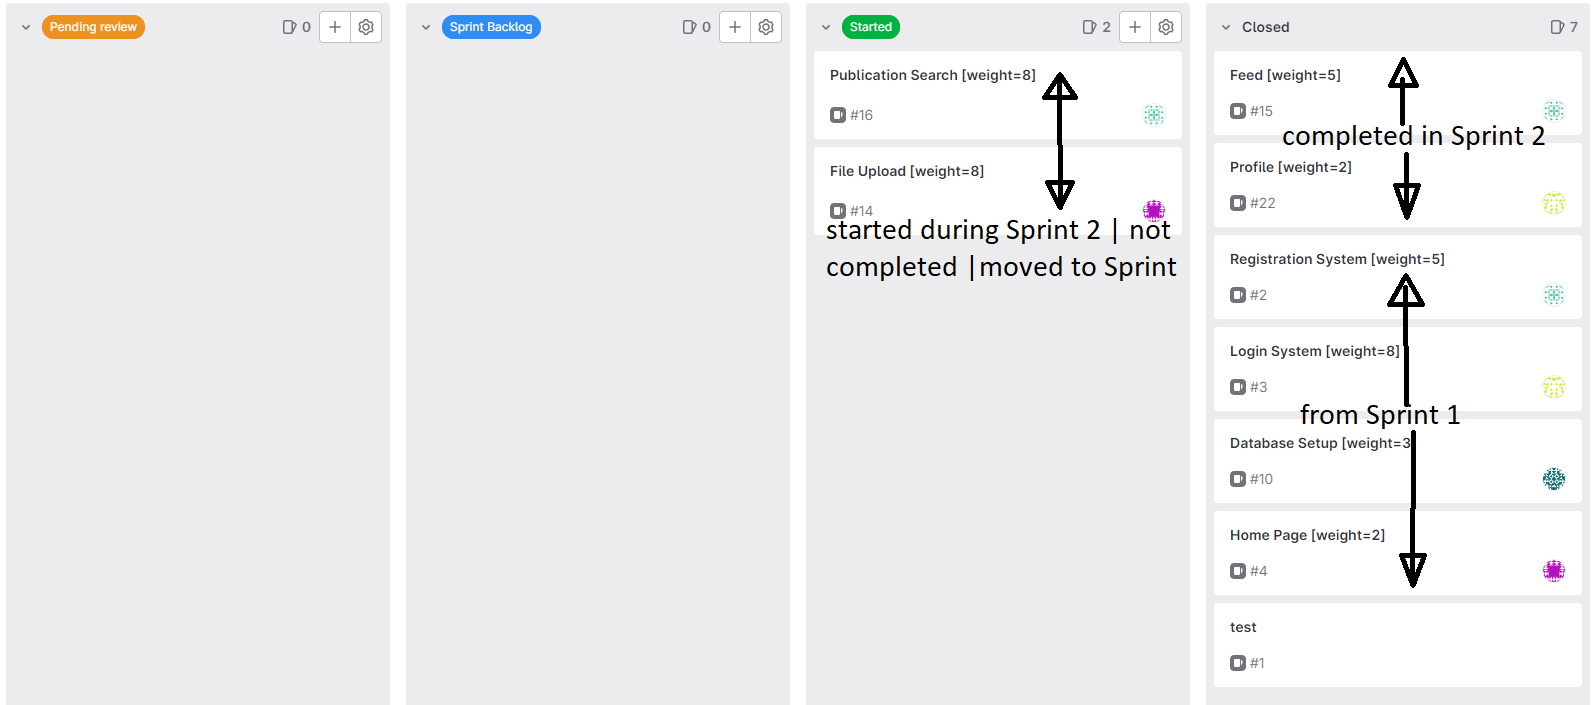 Pending review
0
Sprint Backlog
0
Started
2
Publication Search [weight=8]
#16
File Upload [weight=8]
#14
started during Sprint 2 | not
completed |moved to Sprint
Closed
7
Feed [weight=5]
#15
completed in Sprint 2
Profile [weight=2]
#22
Registration System [weight=5]
#2
Login System [weight=8]
#3
from Sprint 1
Database Setup [weight=3
#10
Home Page [weight=2]
#4
test
#1